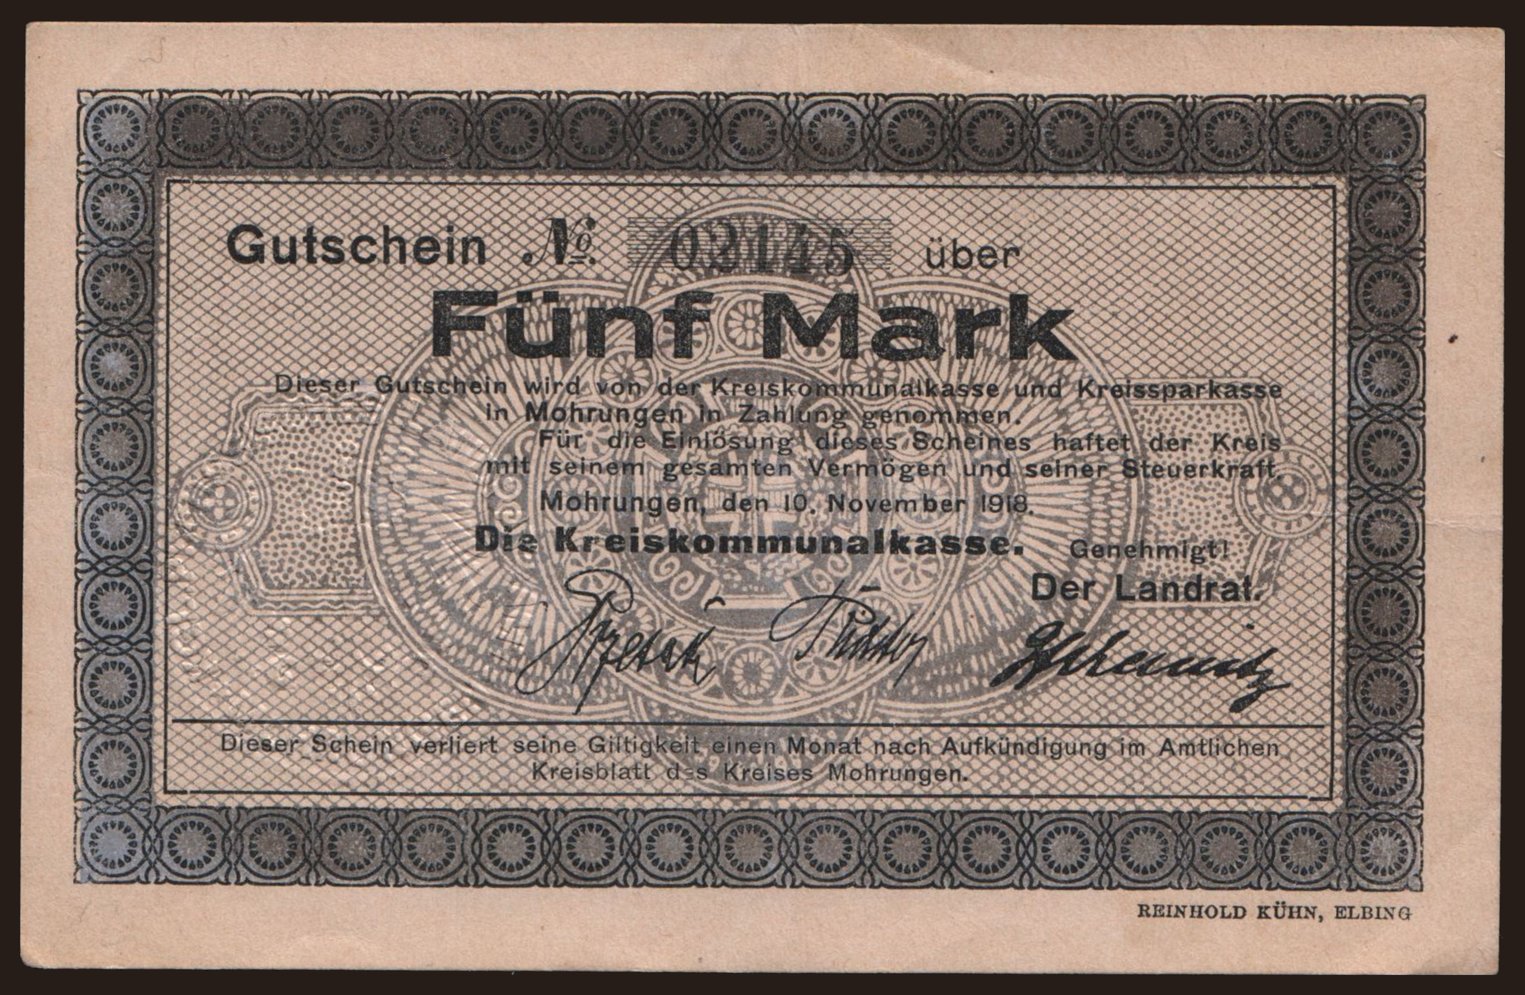 Gutschein No. 02145 über
Fünf Mark
Dieser Gutschein wird von der Kreiskommunalkasse und Kreissparkasse
in Mohrungen in Zahlung genommen.
Für die Einlösung dieses Scheines haftet der Kreis
mit seinem gesamten Vermögen und seiner Steuerkraft.
Mohrungen, den 10. November 1918.
Die Kreiskommunalkasse. Genehmigt!
Der Landrat.
Dieser Schein verliert seine Giltigkeit einen Monat nach Aufkündigung im Amtlichen
Kreisblatt des Kreises Mohrungen.
REINHOLD KÜHN, ELBING